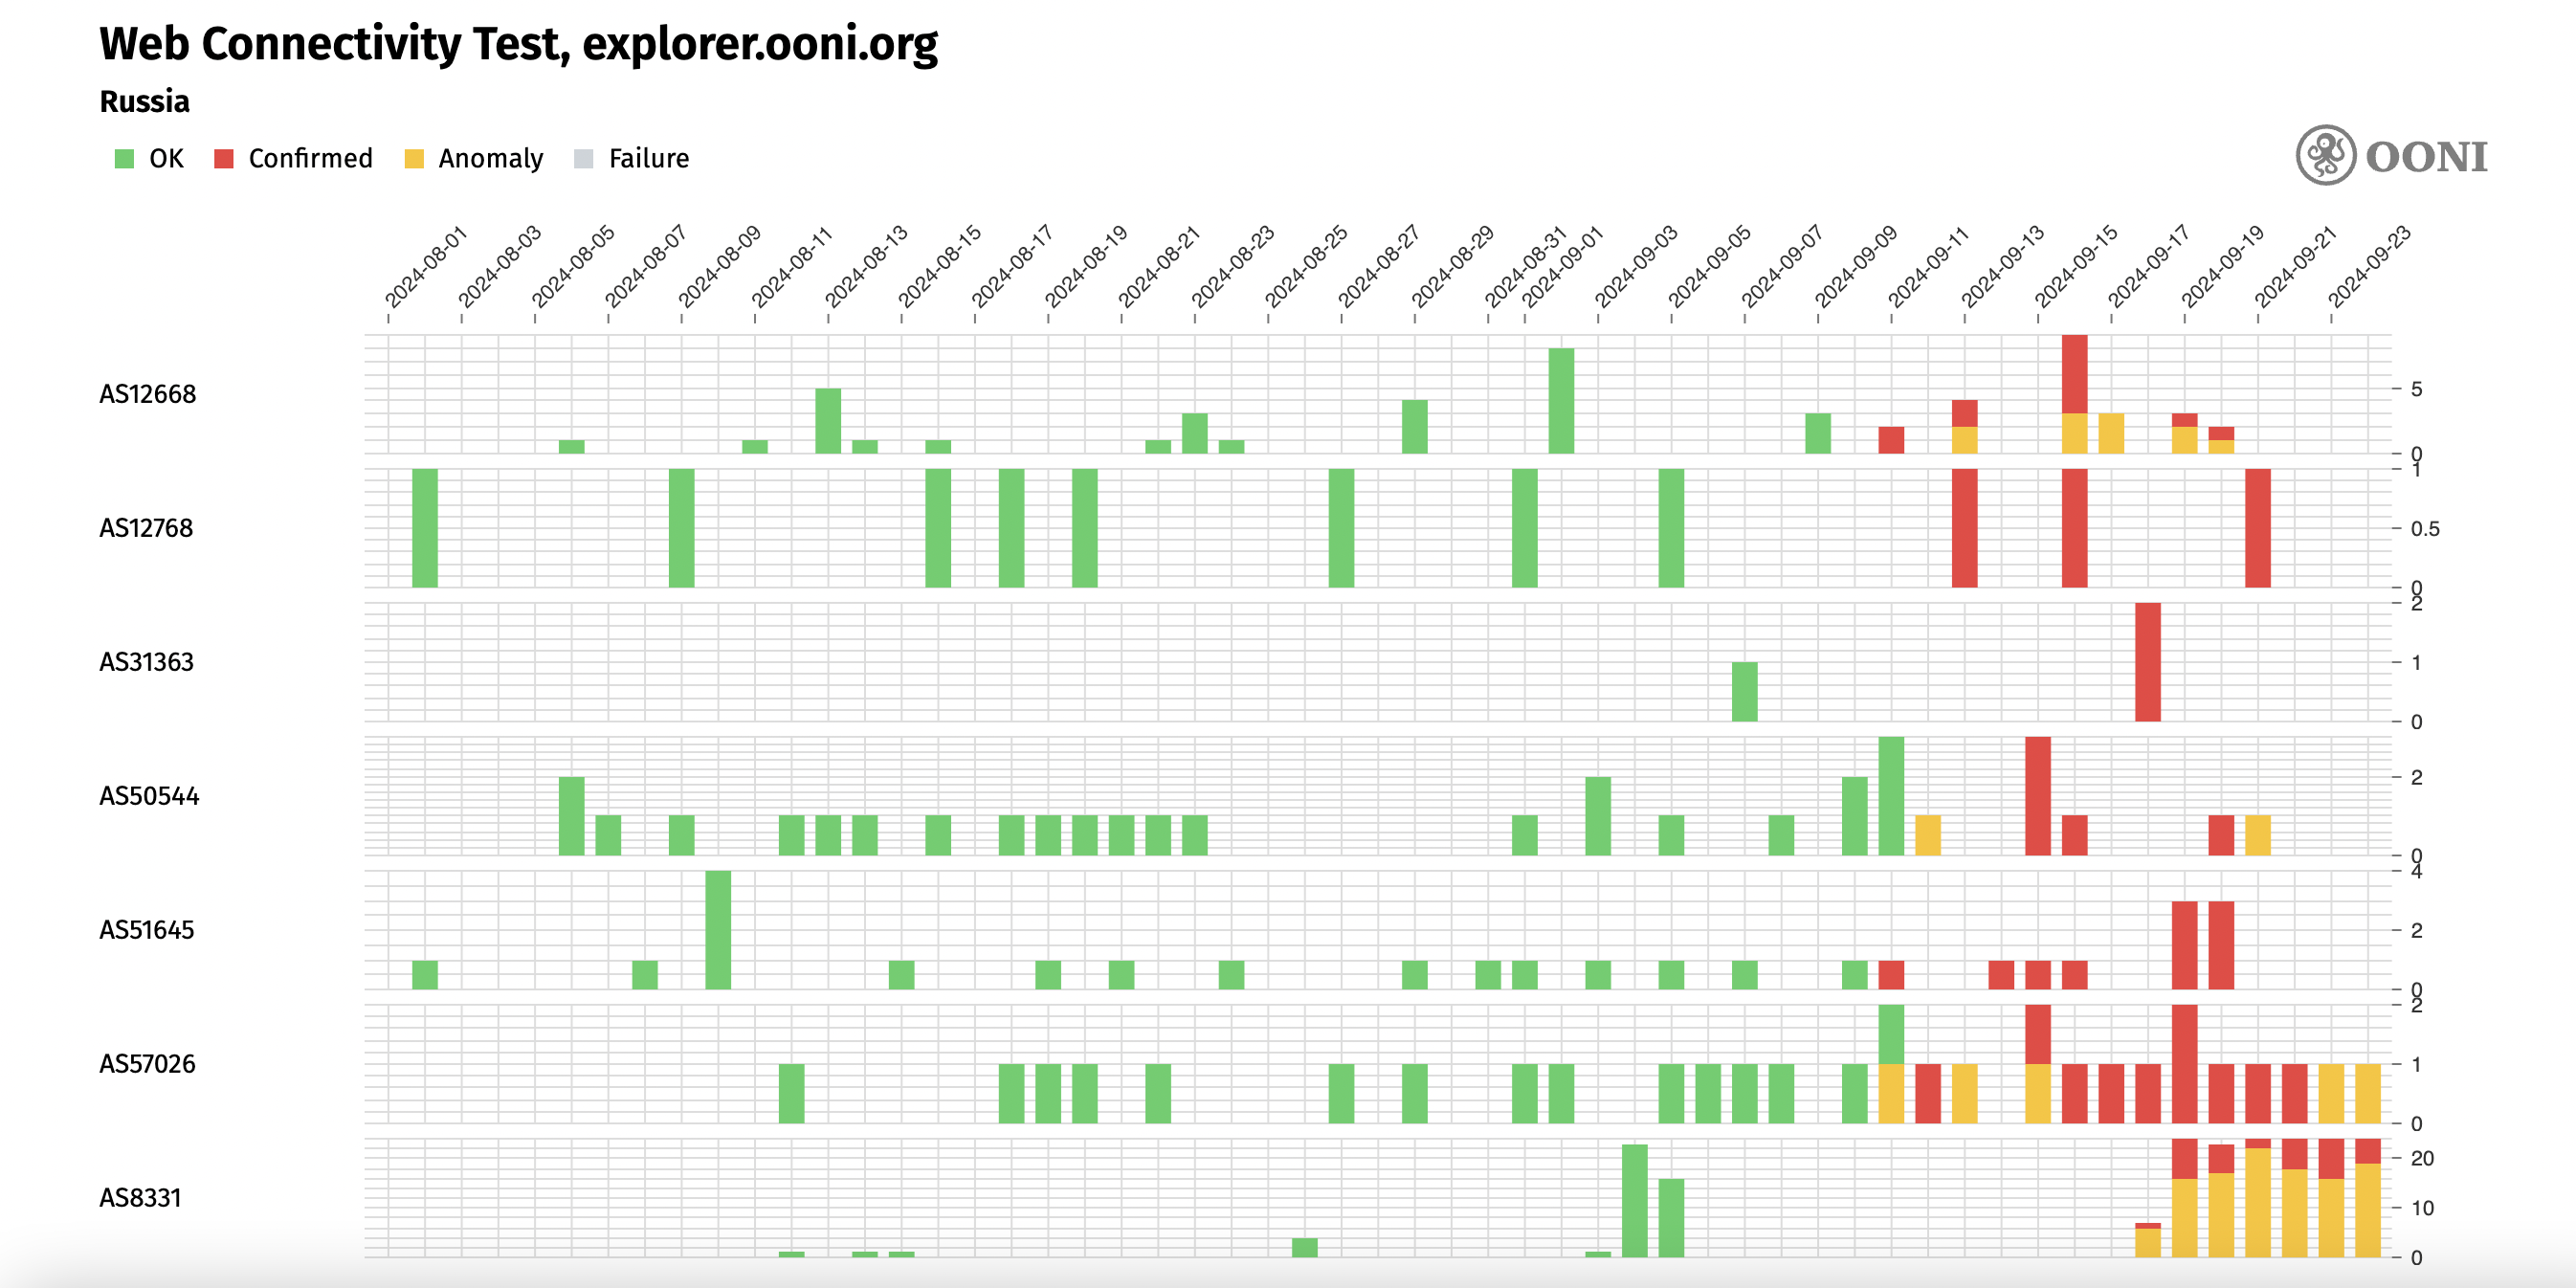 Web Connectivity Test, explorer.ooni.org
Russia
OK Confirmed Anomaly Failure
OONI
2024-08-01 2024-08-03 2024-08-05 2024-08-07 2024-08-09 2024-08-11 2024-08-13 2024-08-15 2024-08-17 2024-08-19 2024-08-21 2024-08-23 2024-08-25 2024-08-27 2024-08-29 2024-08-31 2024-09-01 2024-09-03 2024-09-05 2024-09-07 2024-09-09 2024-09-11 2024-09-13 2024-09-15 2024-09-17 2024-09-19 2024-09-21 2024-09-23
5
AS12668
0
1
AS12768 0.5
0
2
AS31363 1
0
2
AS50544
0
4
AS51645 2
0
2
AS57026 1
0
20
AS8331
10
0